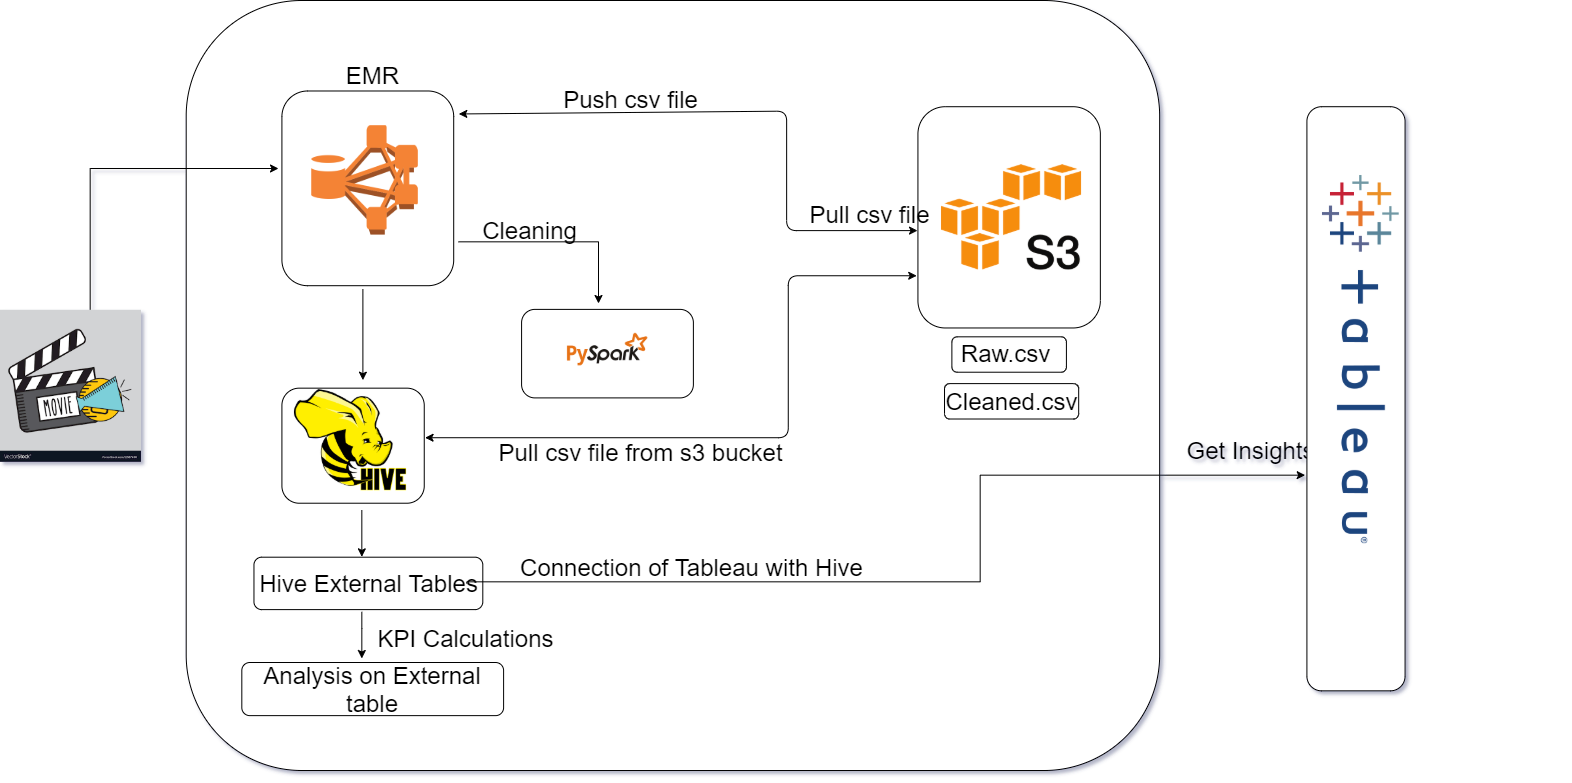 EMR
Push csv file
Pull csv file
S3
Cleaning
PySpark
Raw.csv
Cleaned.csv
MOVIE
VectorStock®
HIVE
Pull csv file from s3 bucket
Get Insights
+ableau®
Hive External Tables
Connection of Tableau with Hive
KPI Calculations
Analysis on External
table